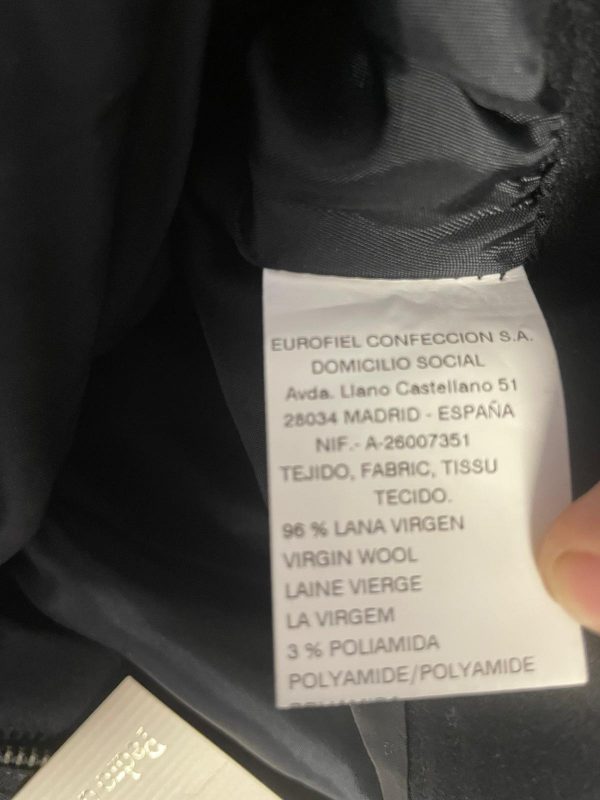 EUROFIEL CONFECCION S.A.
DOMICILIO SOCIAL
Avda. Llano Castellano 51
28034 MADRID - ESPAÑA
NIF.- A-26007351
TEJIDO, FABRIC, TISSU
TECIDO.
96 % LANA VIRGEN
VIRGIN WOOL
LAINE VIERGE
LA VIRGEM
3 % POLIAMIDA
POLYAMIDE/POLYAMIDE